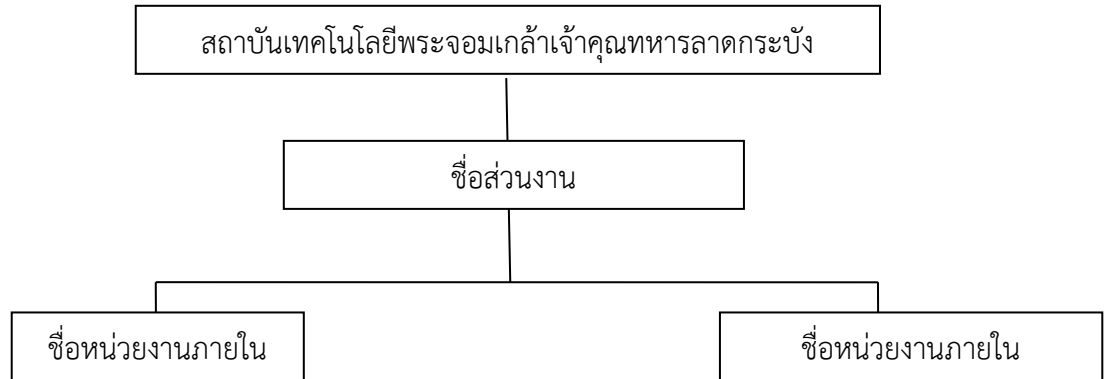 สถาบันเทคโนโลยีพระจอมเกล้าเจ้าคุณทหารลาดกระบัง
ชื่อส่วนงาน
ชื่อหน่วยงานภายใน
ชื่อหน่วยงานภายใน